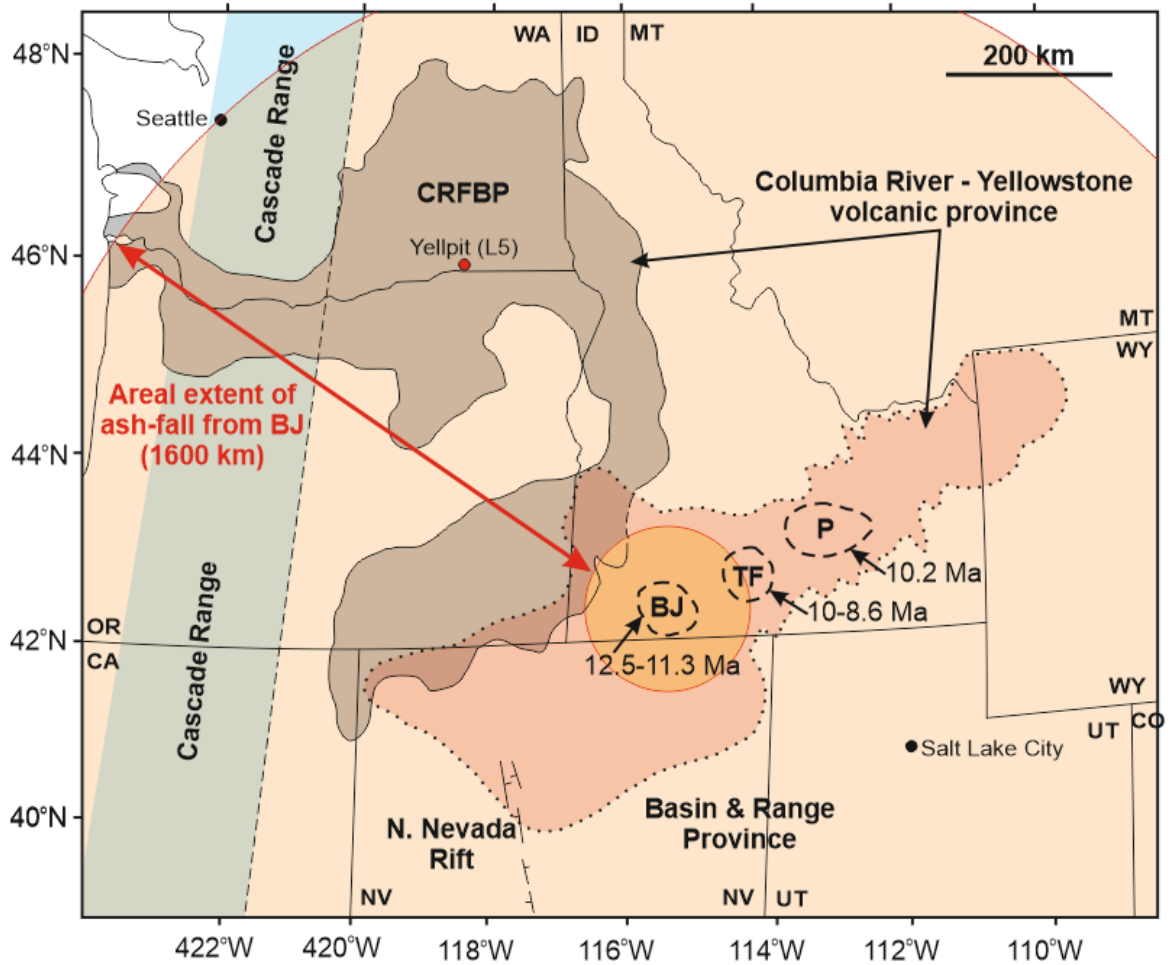 48°N
WA
ID
MT
200 km
Seattle
Cascade Range
CRFBP
Columbia River - Yellowstone
volcanic province
46°N
Yellpit (L5)
MT
WY
Areal extent of
ash-fall from BJ
(1600 km)
44°N
P
10.2 Ma
TF
10-8.6 Ma
BJ
12.5-11.3 Ma
42°N
OR
CA
Cascade Range
WY
UT
CO
Salt Lake City
40°N
N. Nevada
Rift
Basin & Range
Province
NV
NV
UT
422°W
420°W
118°W
116°W
114°W
112°W
110°W